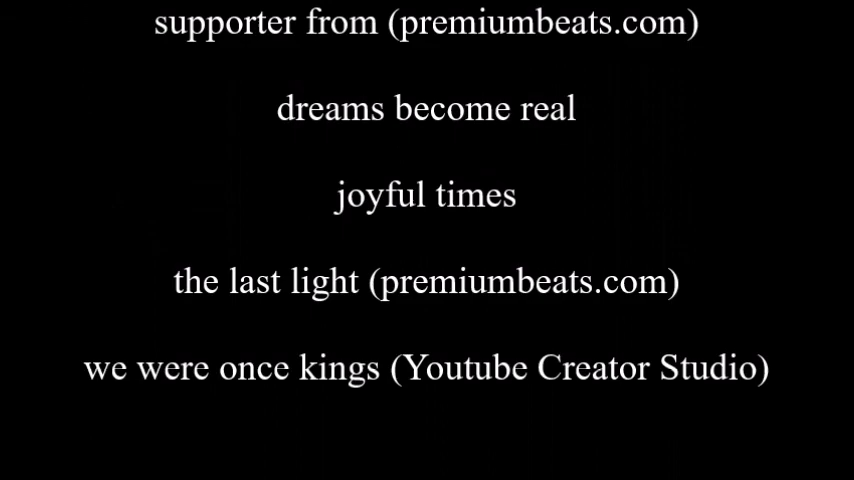 supporter from (premiumbeats.com)
dreams become real
joyful times
the last light (premiumbeats.com)
we were once kings (Youtube Creator Studio)